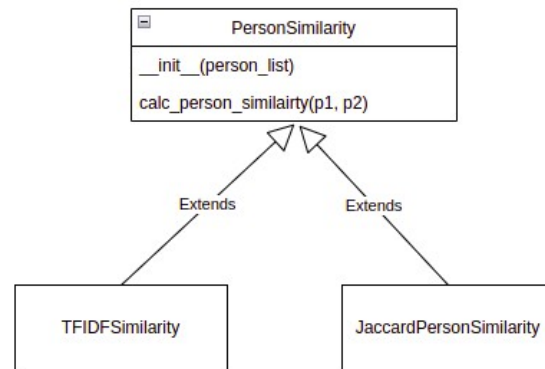 PersonSimilarity
__init__(person_list)
calc_person_similairty(p1, p2)
Extends
Extends
TFIDFSimilarity
JaccardPersonSimilarity